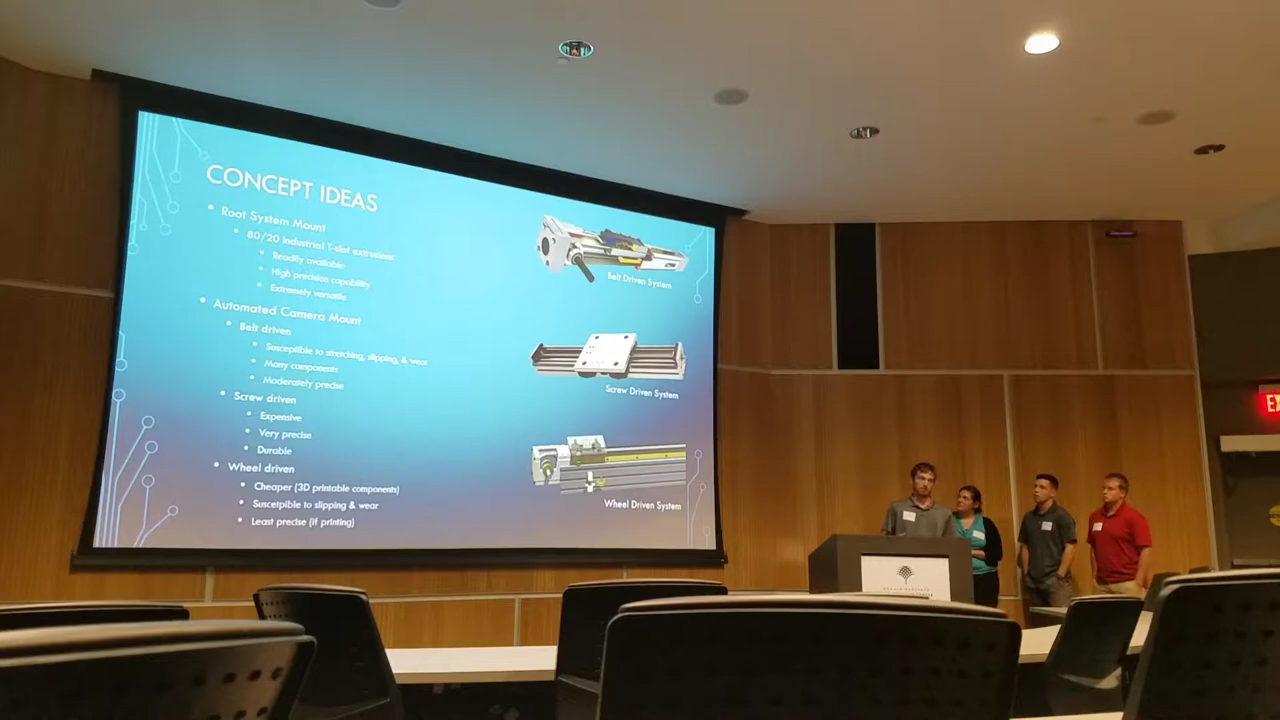 CONCEPT IDEAS
Root System Mount
80/20 industrial T-slot extrusions
Readily available
High precision capability
Extremely versatile
Automated Camera Mount
Belt driven
Susceptible to stretching, slipping, & wear
Many components
Moderately precise
Screw driven
Expensive
Very precise
Durable
Wheel driven
Cheaper (3D printable components)
Suscetpible to slipping & wear
Least precise (if printing)
Belt Driven System
Screw Driven System
Wheel Driven System